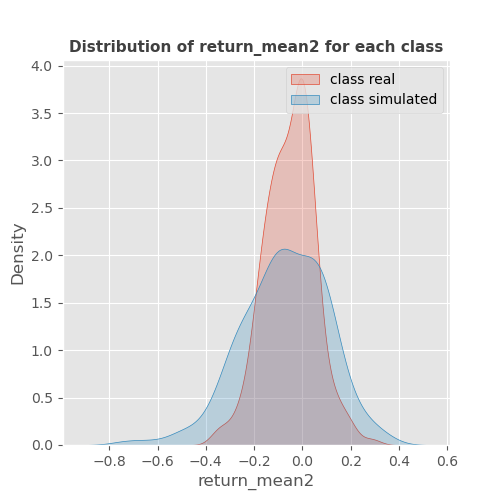 Distribution of return_mean2 for each class
class real
class simulated
Density
4.0
3.5
3.0
2.5
2.0
1.5
1.0
0.5
0.0
−0.8 −0.6 −0.4 −0.2 0.0 0.2 0.4 0.6
return_mean2